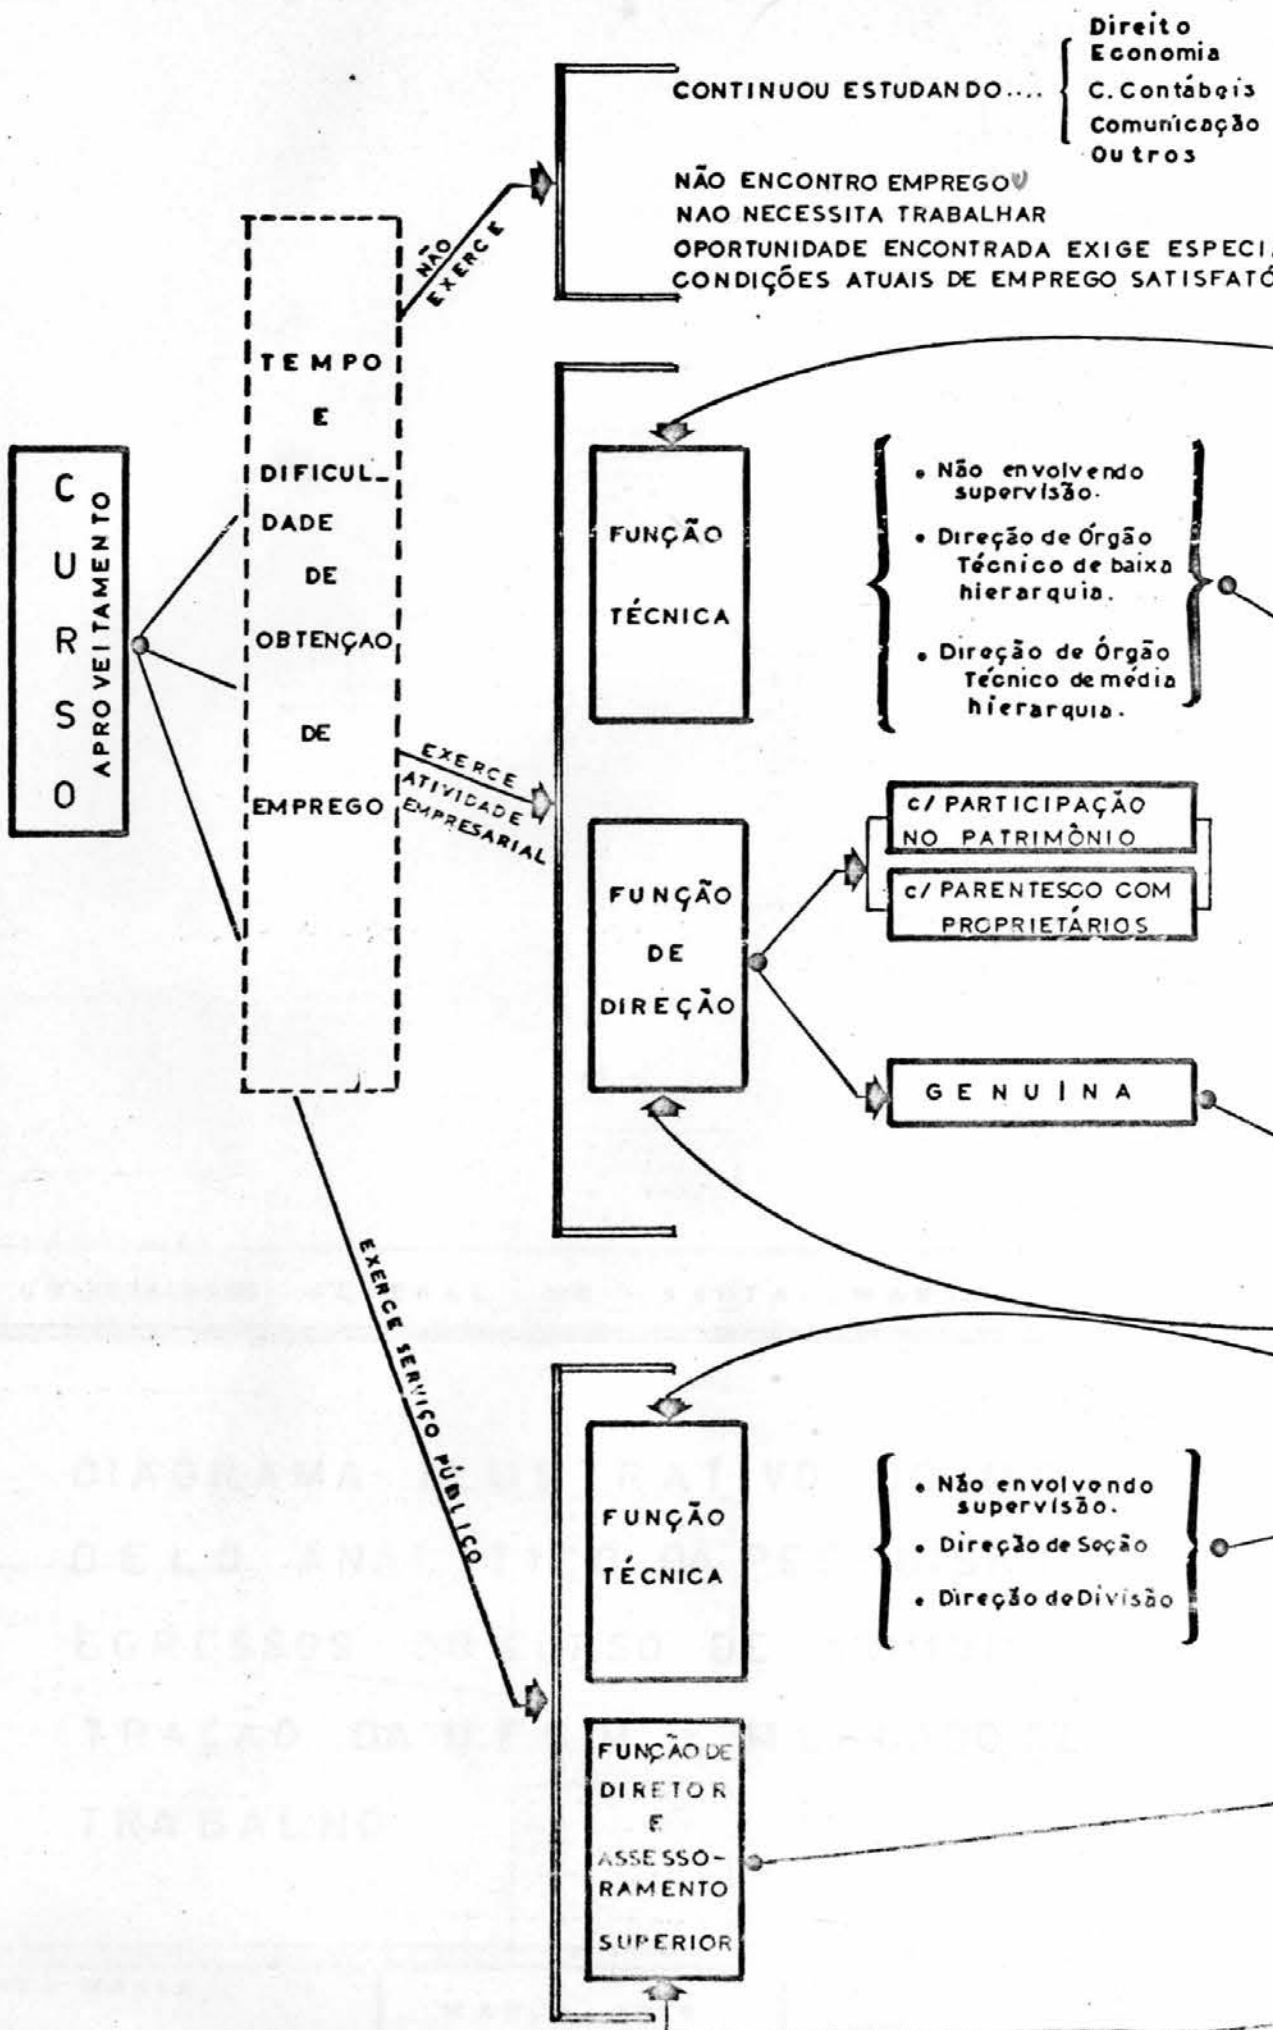 Direito
Economia
CONTINUOU ESTUDANDO....
C. Contábeis
Comunicação
Outros
NÃO ENCONTRO EMPREGO
NAO NECESSITA TRABALHAR
OPORTUNIDADE ENCONTRADA EXIGE ESPECI
CONDIÇÕES ATUAIS DE EMPREGO SATISFATÓ
NÃO
EXERCE
CURSO
APROVEITAMENTO
TEMPO
E
DIFICUL-
DADE
DE
OBTENÇAO
DE
EMPREGO
EXERCE
ATIVIDADE
EMPRESARIAL
FUNÇÃO
TÉCNICA
• Não envolvendo
supervisão.
• Direção de Órgão
Técnico de baixa
hierarquia.
• Direção de Órgão
Técnico de média
hierarquia.
FUNÇÃO
DE
DIREÇÃO
c/ PARTICIPAÇÃO
NO PATRIMÔNIO
c/ PARENTESCO COM
PROPRIETÁRIOS
GENUÍNA
EXERCE SERVIÇO PÚBLICO
FUNÇÃO
TÉCNICA
• Não envolvendo
supervisão.
• Direção de Seção
• Direção de Divisão
FUNÇÃO DE
DIRETOR
E
ASSESSO-
RAMENTO
SUPERIOR
DIAGRAMA
TRABALHO